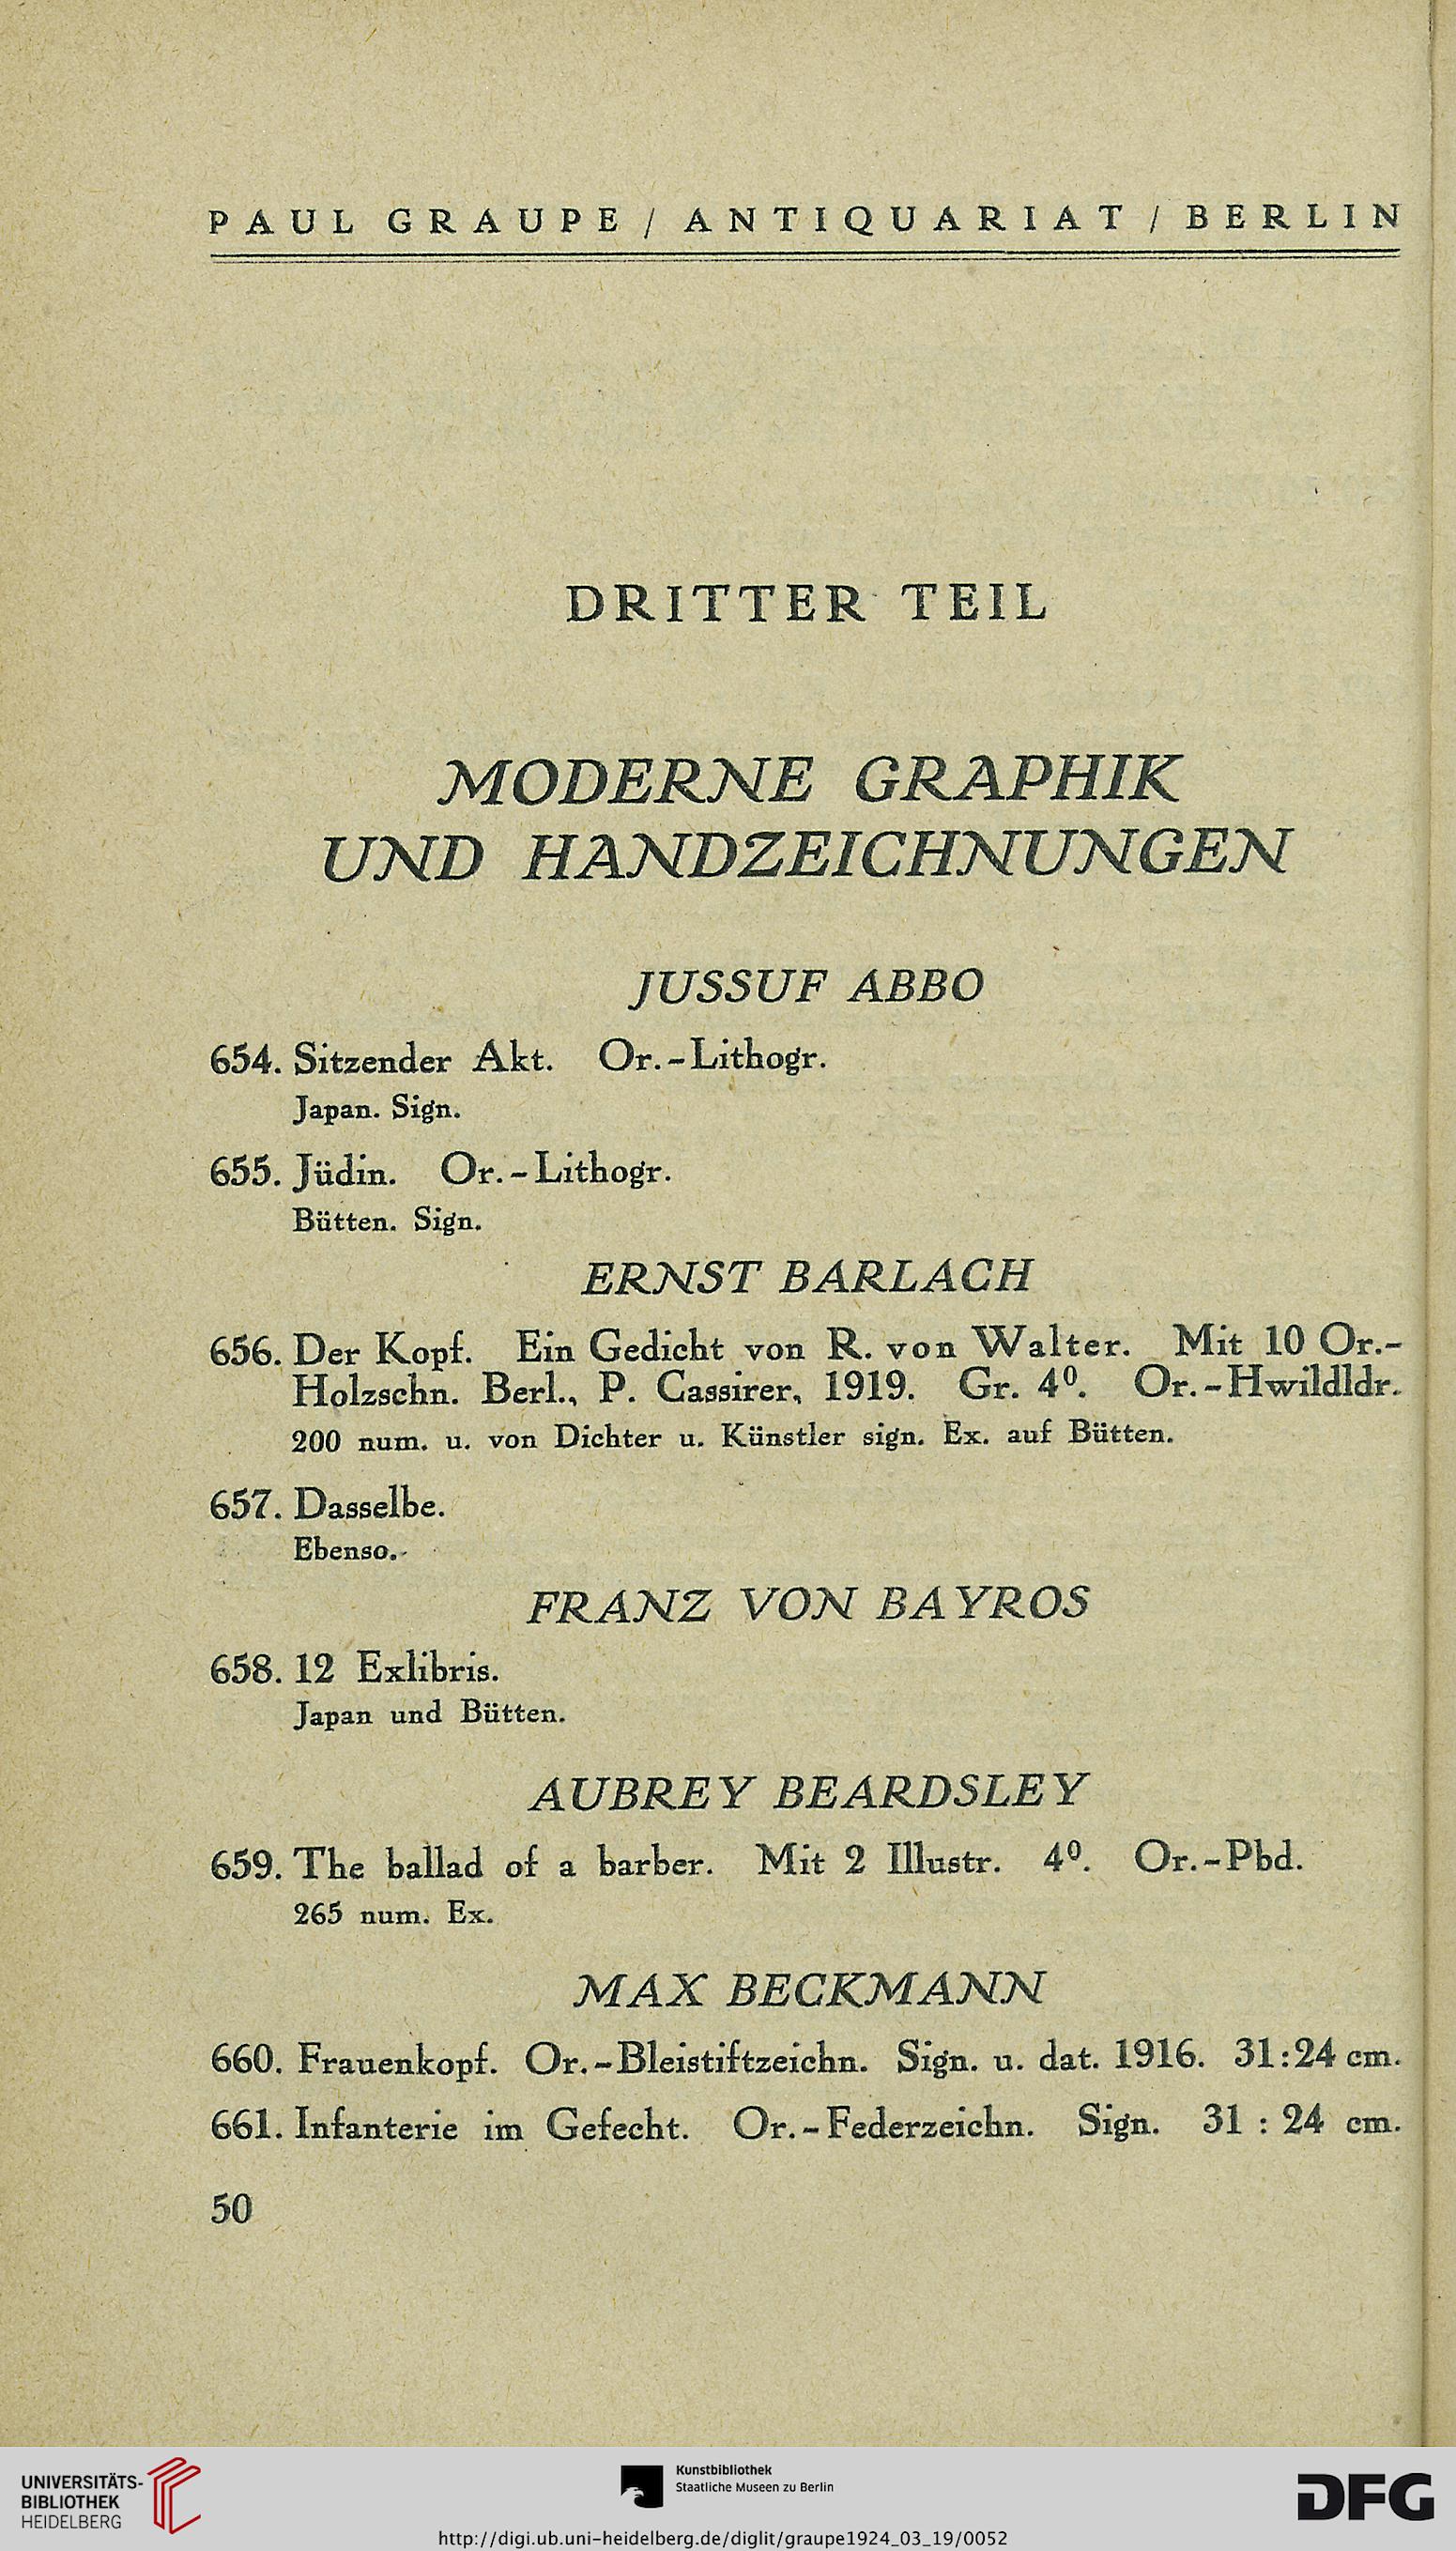 PAUL GRAUPE / ANTIQUARIAT / BERLIN
DRITTER TEIL
MODERNE GRAPHIK
UND HANDZEICHNUNGEN
JUSSUF ABBO
654. Sitzender Akt. Or.-Lithogr.
Japan. Sign.
655. Jüdin. Or.-Lithogr.
Bütten. Sign.
ERNST BARLACH
656. Der Kopf. Ein Gedicht von R. von Walter. Mit 10 Or.-
Holzschn. Berl., P. Cassirer, 1919. Gr. 4⁰. Or.-Hwildldr.
200 num. u. von Dichter u. Künstler sign. Ex. auf Bütten.
657. Dasselbe.
Ebenso.
FRANZ VON BAYROS
658. 12 Exlibris.
Japan und Bütten.
AUBREY BEARDSLEY
659. The ballad of a barber. Mit 2 Illustr. 4⁰. Or.-Pbd.
265 num. Ex.
MAX BECKMANN
660. Frauenkopf. Or.-Bleistiftzeichn. Sign. u. dat. 1916. 31:24 cm.
661. Infanterie im Gefecht. Or.-Federzeichn. Sign. 31 : 24 cm.
50
UNIVERSITÄTS-
BIBLIOTHEK
HEIDELBERG
Kunstbibliothek
Staatliche Museen zu Berlin
DFG
http://digi.ub.uni-heidelberg.de/diglit/graupe1924_03_19/0052